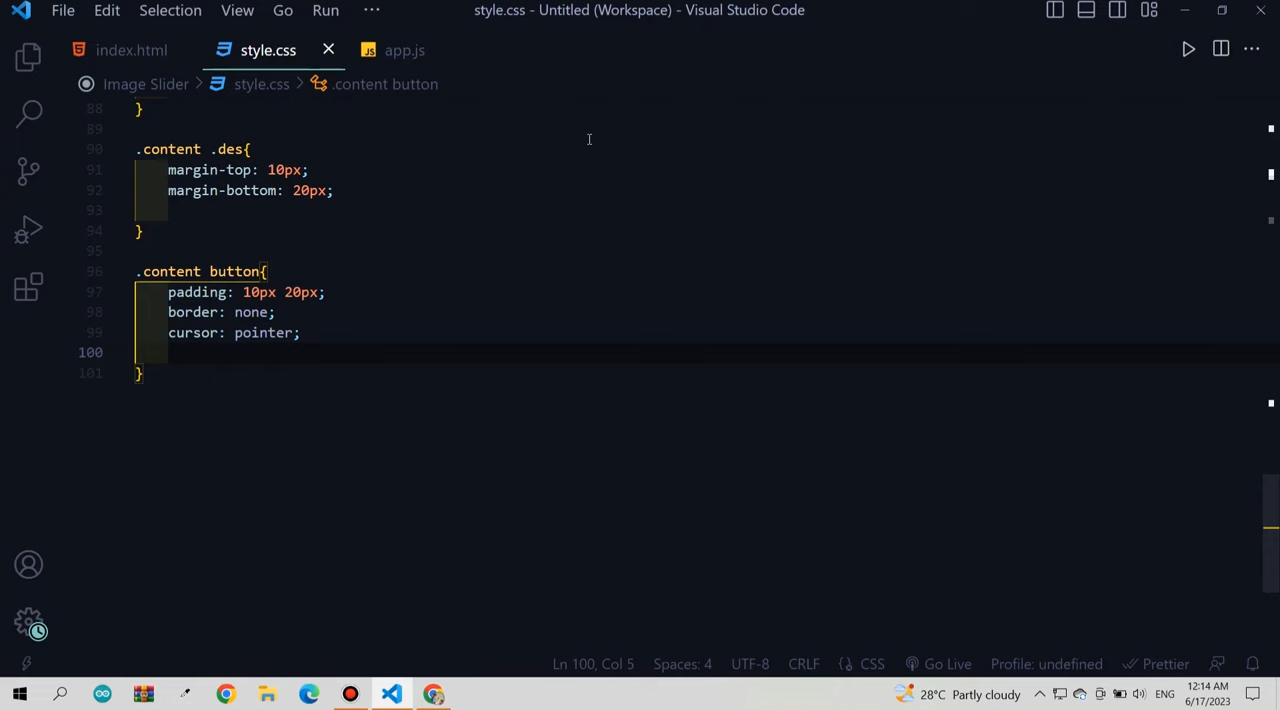 File Edit Selection View Go Run ··· style.css - Untitled (Workspace) - Visual Studio Code
index.html style.css JS app.js
Image Slider > style.css > .content button
88 }
89
90 .content .des{
91 margin-top: 10px;
92 margin-bottom: 20px;
93
94 }
95
96 .content button{
97 padding: 10px 20px;
98 border: none;
99 cursor: pointer;
100
101 }
Ln 100, Col 5 Spaces: 4 UTF-8 CRLF CSS Go Live Profile: undefined Prettier
28°C Partly cloudy ENG 12:14 AM
6/17/2023